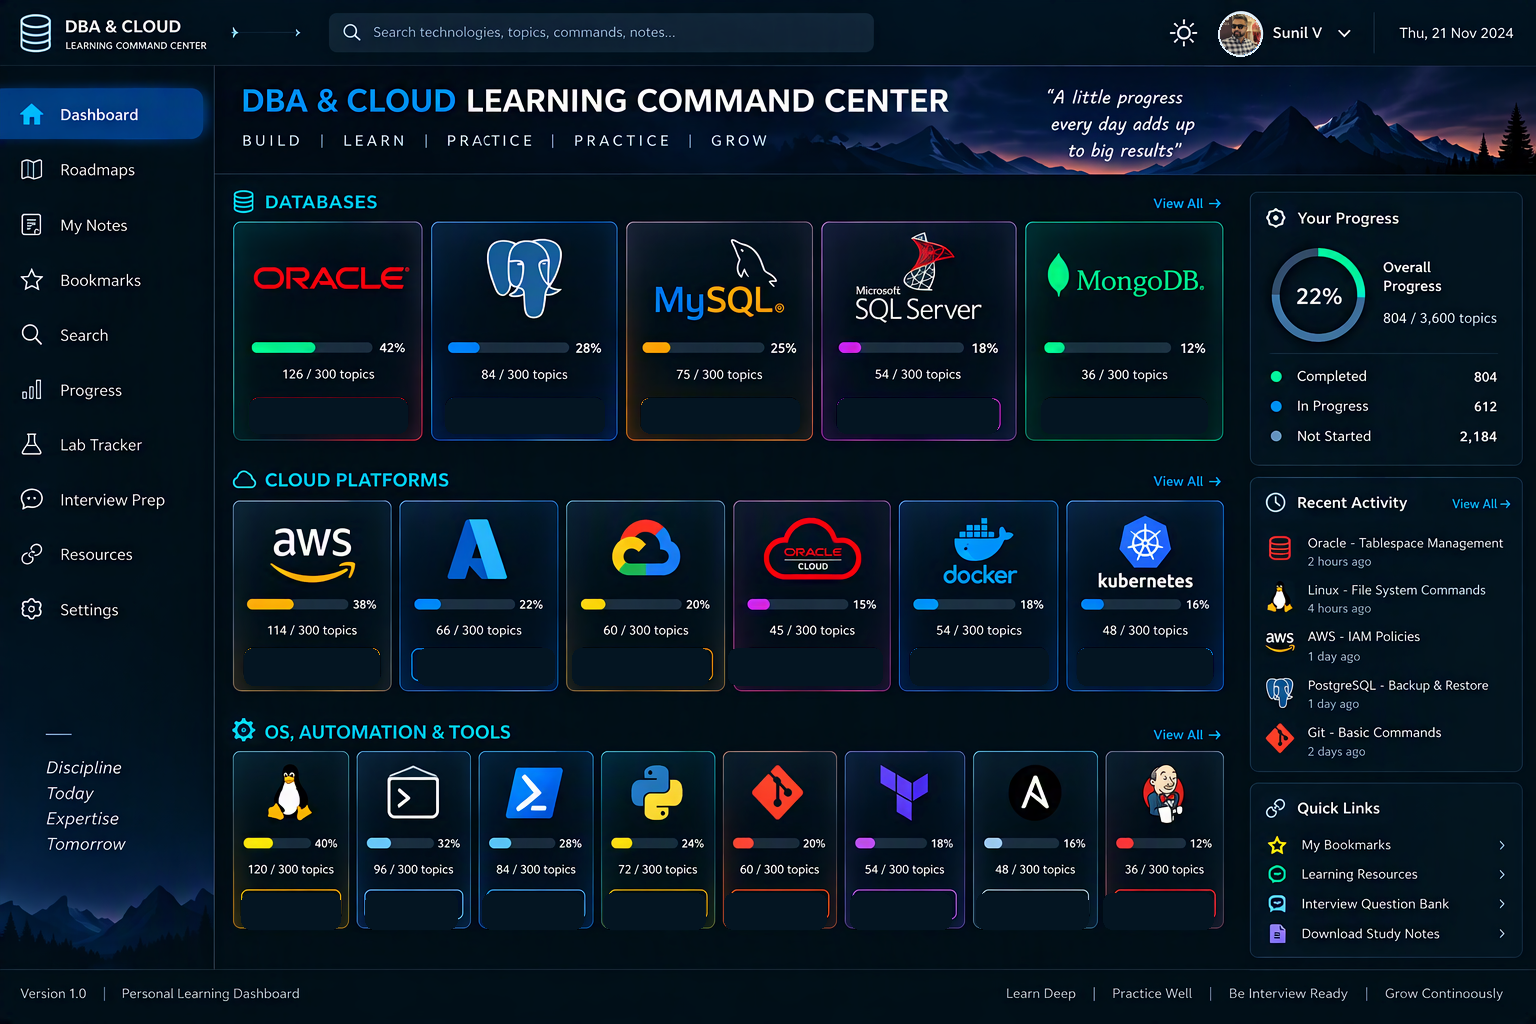 DBA & CLOUD
LEARNING COMMAND CENTER
Search technologies, topics, commands, notes...
Sunil V
Thu, 21 Nov 2024
Dashboard
Roadmaps
My Notes
Bookmarks
Search
Progress
Lab Tracker
Interview Prep
Resources
Settings
Discipline
Today
Expertise
Tomorrow
DBA & CLOUD LEARNING COMMAND CENTER
BUILD | LEARN | PRACTICE | PRACTICE | GROW
“A little progress
every day adds up
to big results”
DATABASES
View All →
ORACLE®
42%
126 / 300 topics
28%
84 / 300 topics
MySQL®
25%
75 / 300 topics
Microsoft
SQL Server
18%
54 / 300 topics
MongoDB®
12%
36 / 300 topics
CLOUD PLATFORMS
View All →
aws
38%
114 / 300 topics
22%
66 / 300 topics
20%
60 / 300 topics
ORACLE
CLOUD
15%
45 / 300 topics
docker
18%
54 / 300 topics
kubernetes
16%
48 / 300 topics
OS, AUTOMATION & TOOLS
View All →
40%
120 / 300 topics
32%
96 / 300 topics
28%
84 / 300 topics
24%
72 / 300 topics
20%
60 / 300 topics
18%
54 / 300 topics
A
16%
48 / 300 topics
12%
36 / 300 topics
Your Progress
22%
Overall
Progress
804 / 3,600 topics
Completed 804
In Progress 612
Not Started 2,184
Recent Activity
View All →
Oracle - Tablespace Management
2 hours ago
Linux - File System Commands
4 hours ago
aws
AWS - IAM Policies
1 day ago
PostgreSQL - Backup & Restore
1 day ago
Git - Basic Commands
2 days ago
Quick Links
My Bookmarks
Learning Resources
Interview Question Bank
Download Study Notes
Version 1.0 | Personal Learning Dashboard
Learn Deep | Practice Well | Be Interview Ready | Grow Continoously